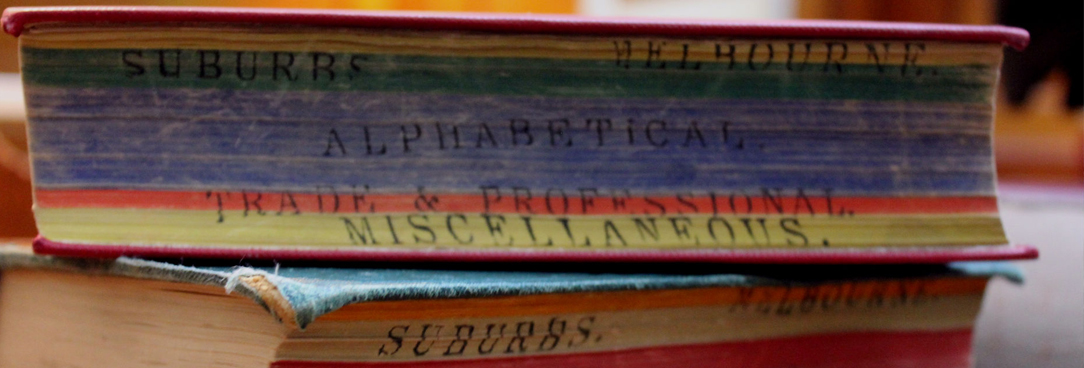 MELBOURNE.
SUBURBS
ALPHABETICAL.
TRADE & PROFESSIONAL.
MISCELLANEOUS.
MELBOURNE.
SUBURBS.